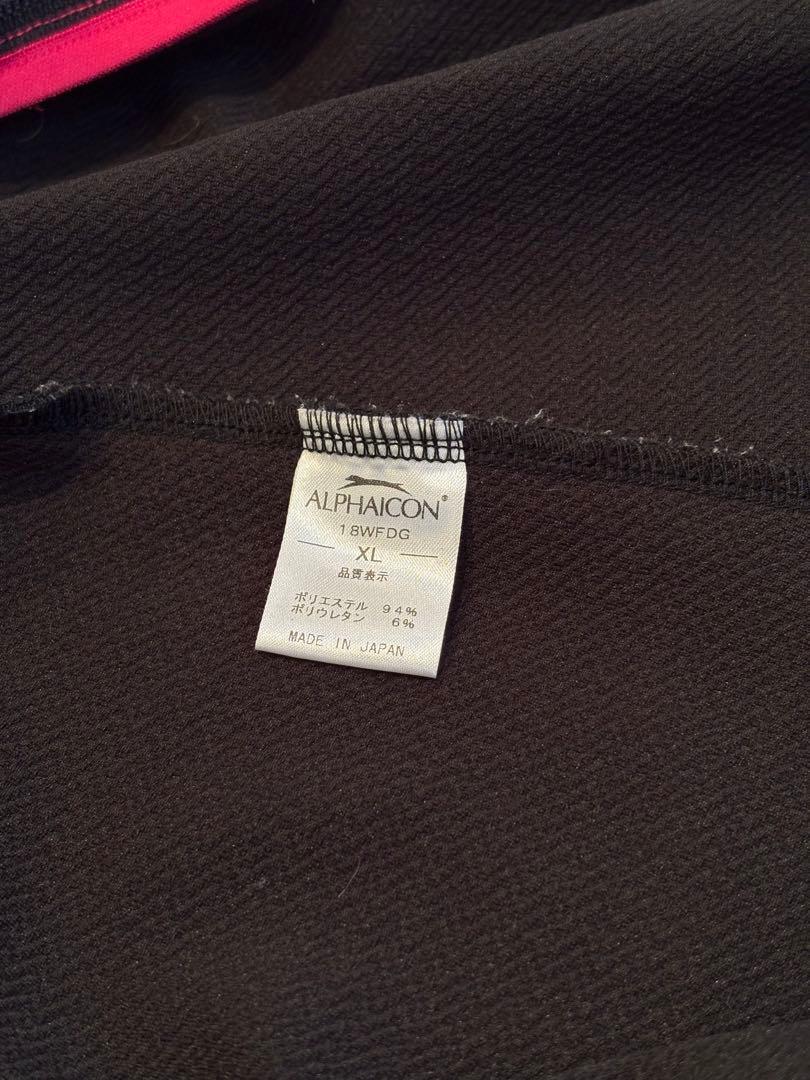 ALPHAICON®
18WFDG
XL
品質表示
ポリエステル 94%
ポリウレタン 6%
MADE IN JAPAN